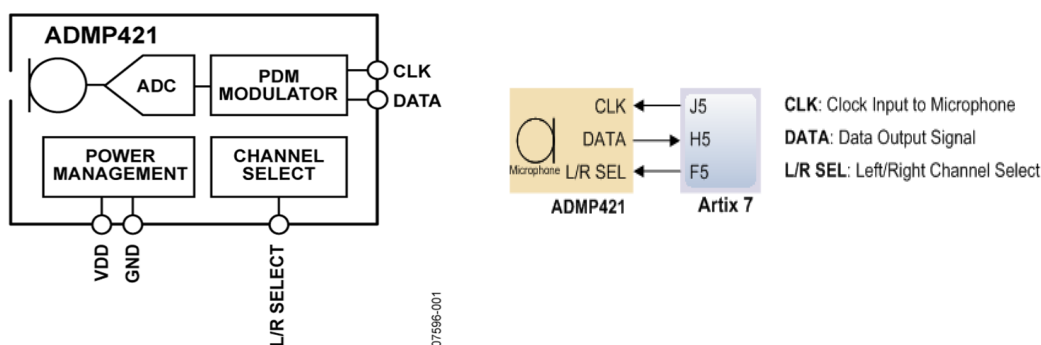 ADMP421
ADC
PDM
MODULATOR
CLK
DATA
POWER
MANAGEMENT
CHANNEL
SELECT
VDD
GND
L/R SELECT
07596-001
Microphone
CLK
DATA
L/R SEL
ADMP421
J5
H5
F5
Artix 7
CLK: Clock Input to Microphone
DATA: Data Output Signal
L/R SEL: Left/Right Channel Select